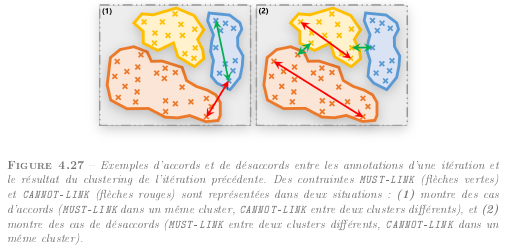 (1) (2)
FIGURE 4.27 – Exemples d'accords et de désaccords entre les annotations d'une itération et
le résultat du clustering de l'itération précédente. Des contraintes MUST-LINK (flèches vertes)
et CANNOT-LINK (flèches rouges) sont représentées dans deux situations : (1) montre des cas
d'accords (MUST-LINK dans un même cluster, CANNOT-LINK entre deux clusters différents), et (2)
montre des cas de désaccords (MUST-LINK entre deux clusters différents, CANNOT-LINK dans un
même cluster).